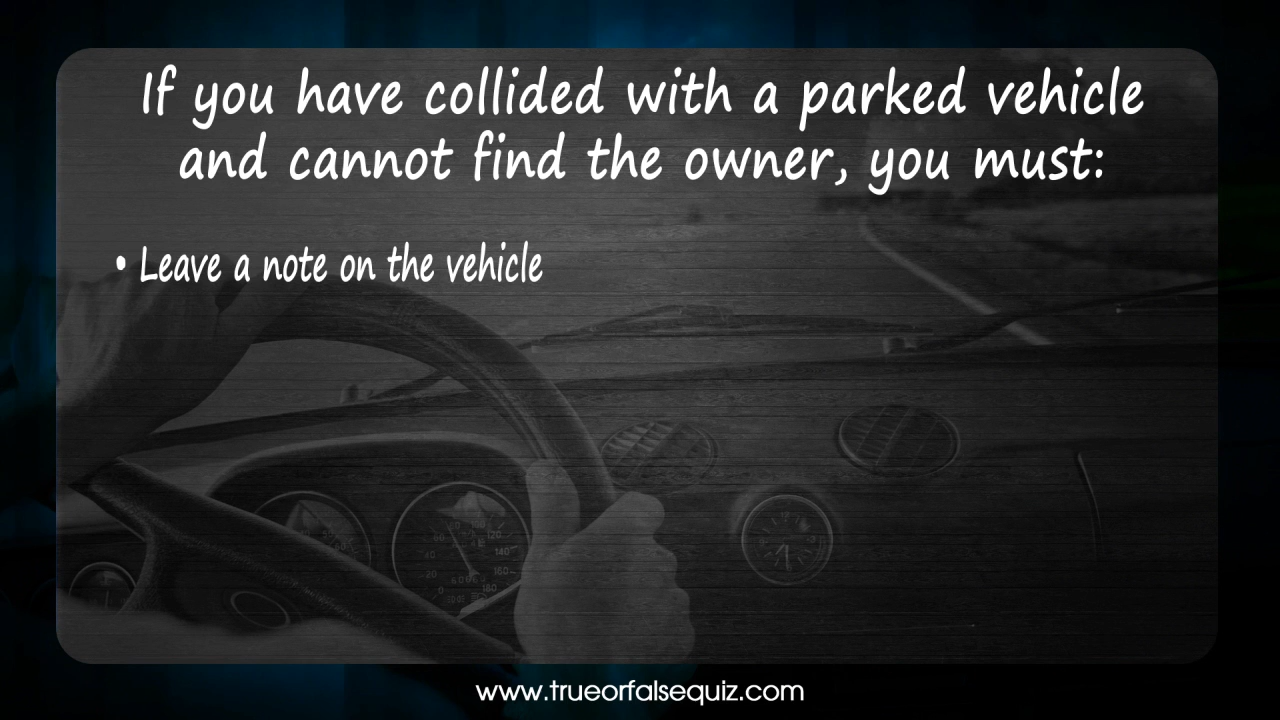 If you have collided with a parked vehicle
and cannot find the owner, you must:
• Leave a note on the vehicle
www.trueorfalsequiz.com